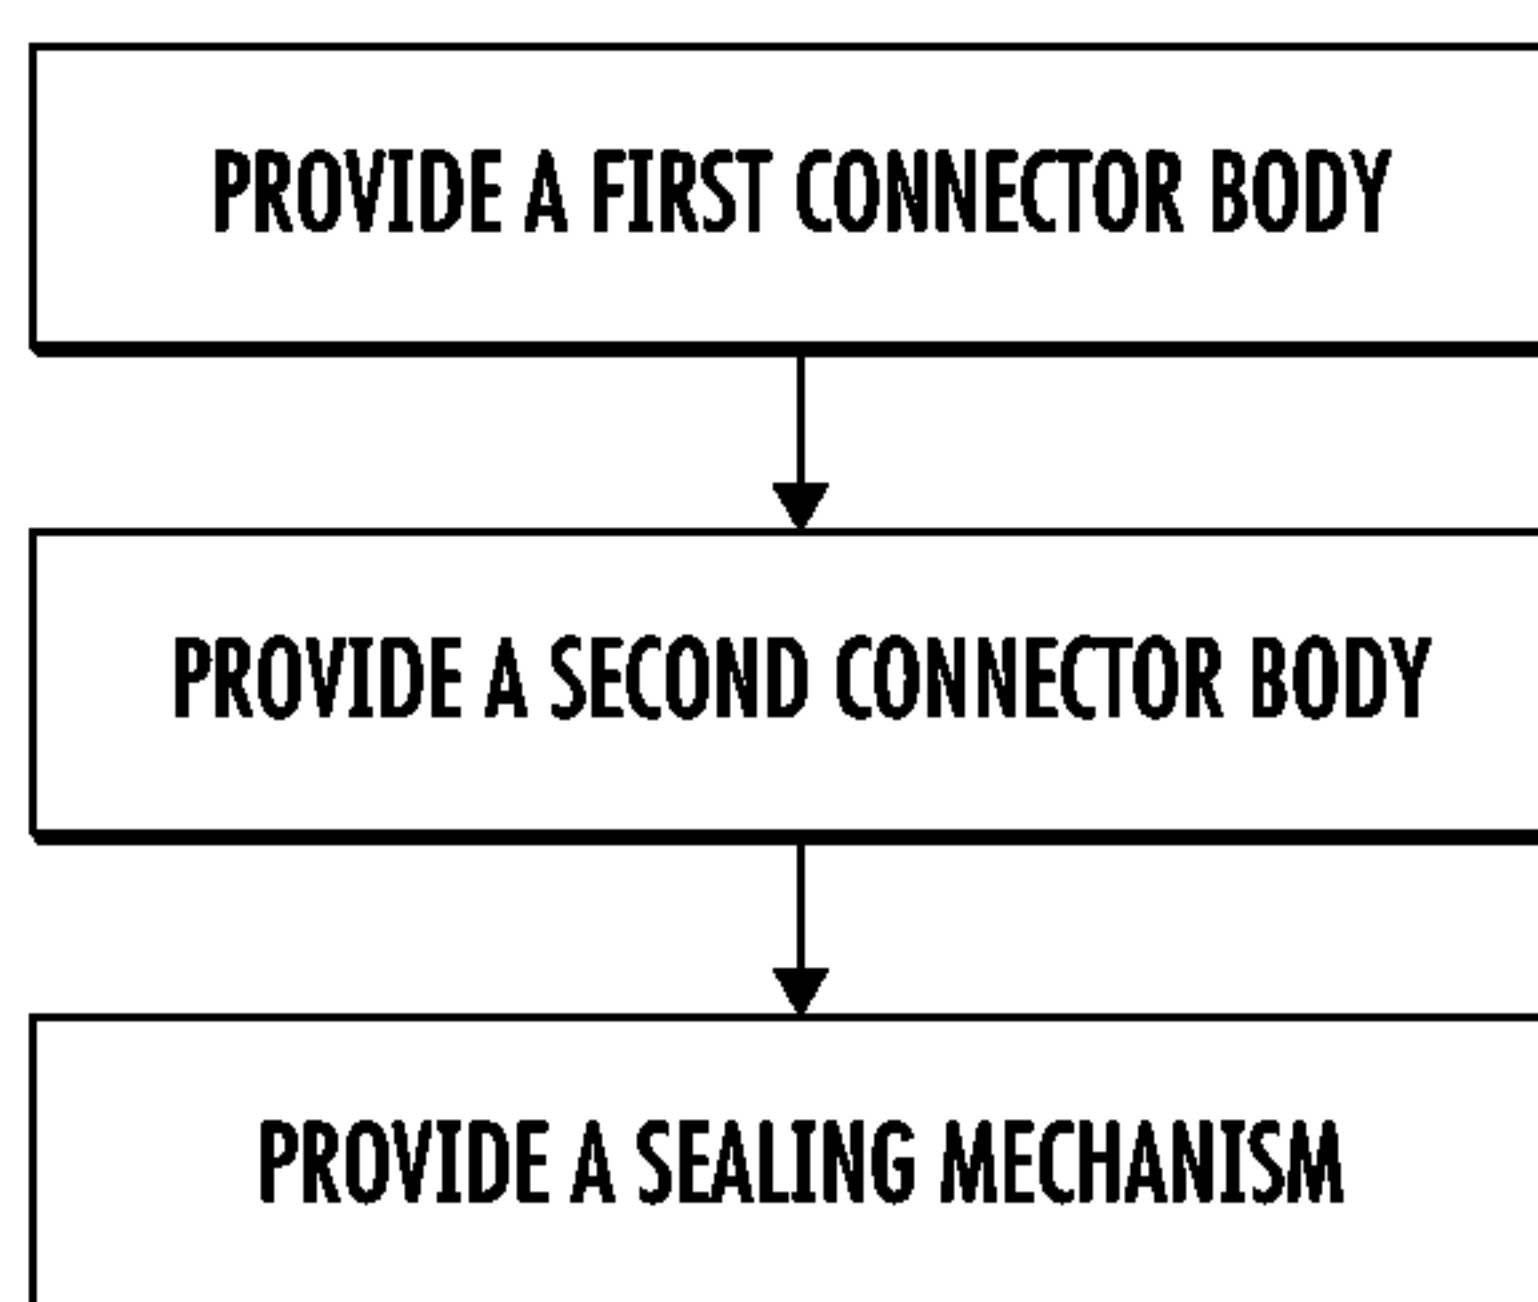 PROVIDE A FIRST CONNECTOR BODY
PROVIDE A SECOND CONNECTOR BODY
PROVIDE A SEALING MECHANISM